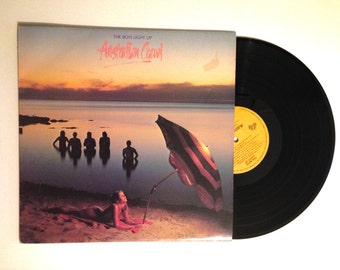 THE BOYS LIGHT UP
Australian Crawl